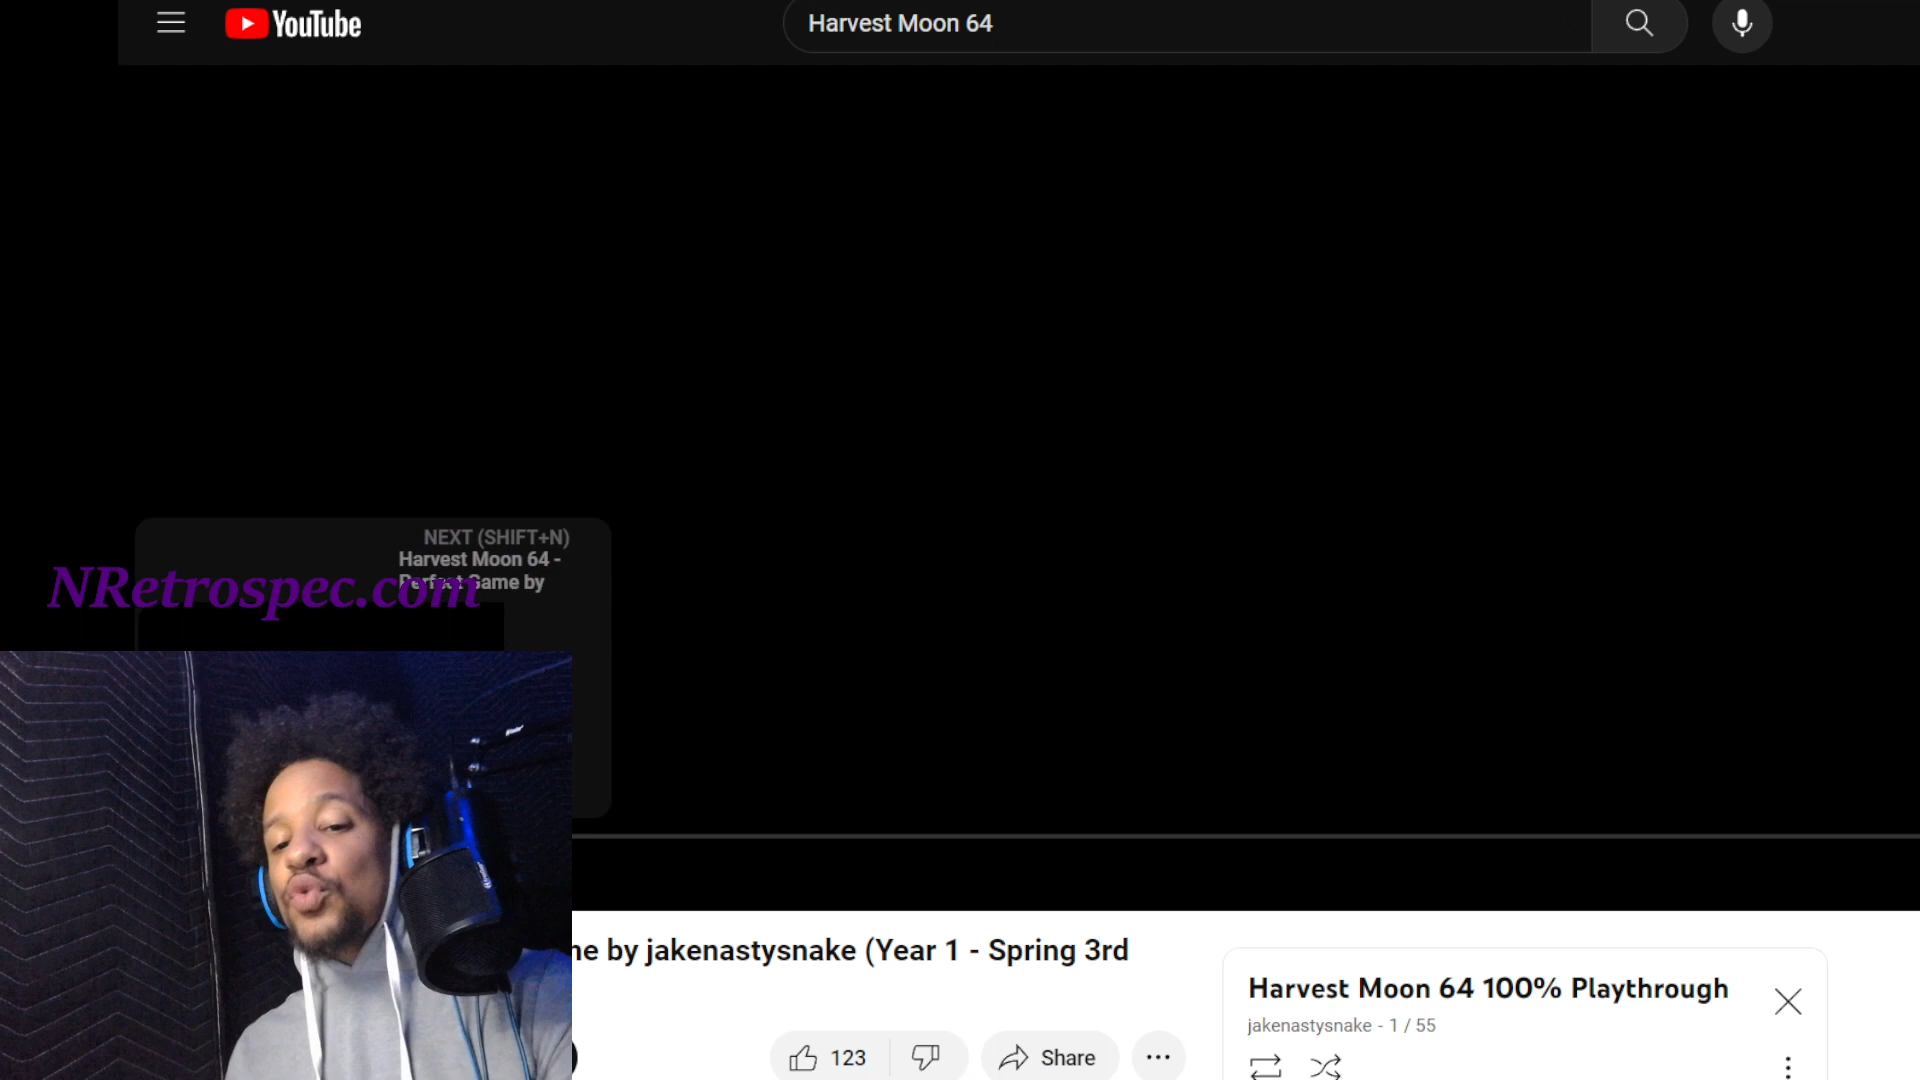 YouTube
Harvest Moon 64
NEXT (SHIFT+N)
Harvest Moon 64 -
Perfect Game by
NRetrospec.com
by jakenastysnake (Year 1 - Spring 3rd
Harvest Moon 64 100% Playthrough
jakenastysnake - 1 / 55
123
Share